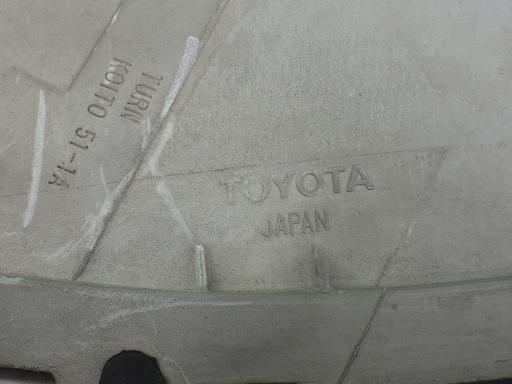 TURN
KOITO 51-1A
TOYOTA
JAPAN